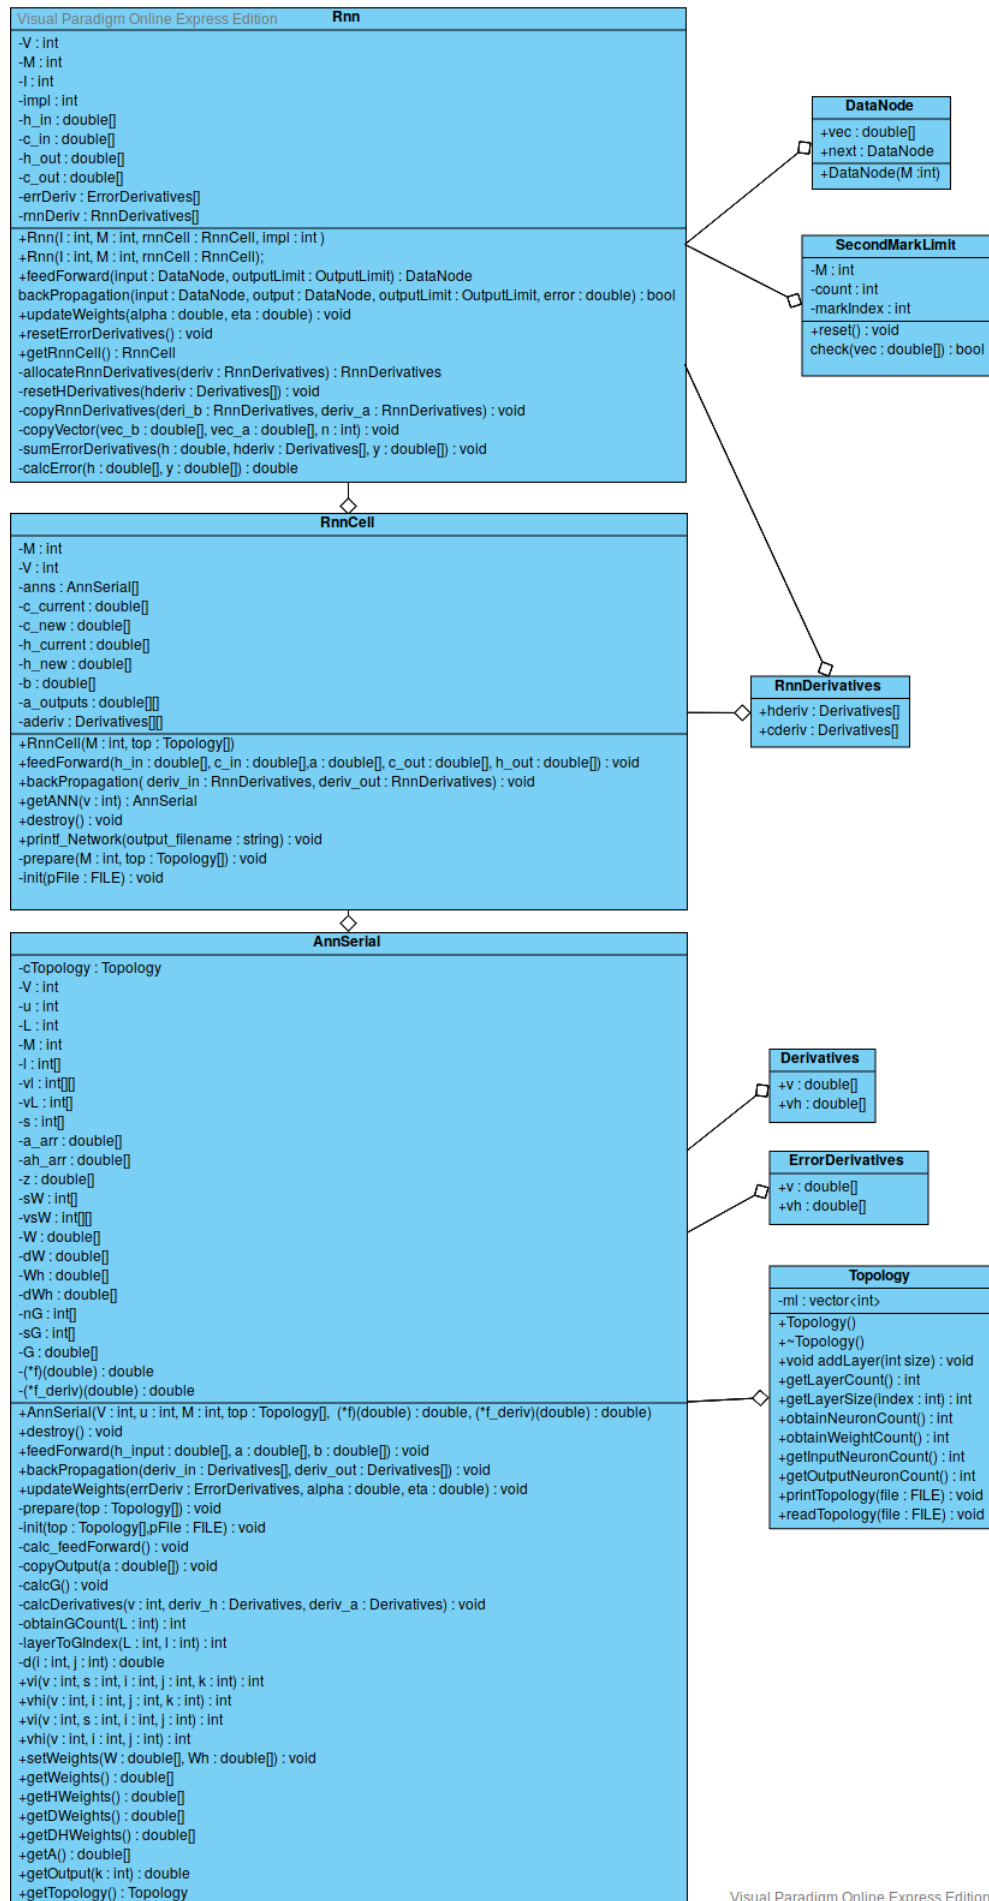 Visual Paradigm Online Express Edition
Rnn
-V : int
-M : int
-I : int
-impl : int
-h_in : double[]
-c_in : double[]
-h_out : double[]
-c_out : double[]
-errDeriv : ErrorDerivatives[]
-rnnDeriv : RnnDerivatives[]
+Rnn(I : int, M : int, rnnCell : RnnCell, impl : int )
+Rnn(I : int, M : int, rnnCell : RnnCell);
+feedForward(input : DataNode, outputLimit : OutputLimit) : DataNode
backPropagation(input : DataNode, output : DataNode, outputLimit : OutputLimit, error : double) : bool
+updateWeights(alpha : double, eta : double) : void
+resetErrorDerivatives() : void
+getRnnCell() : RnnCell
-allocateRnnDerivatives(deriv : RnnDerivatives) : RnnDerivatives
-resetHDerivatives(hderiv : Derivatives[]) : void
-copyRnnDerivatives(deri_b : RnnDerivatives, deriv_a : RnnDerivatives) : void
-copyVector(vec_b : double[], vec_a : double[], n : int) : void
-sumErrorDerivatives(h : double, hderiv : Derivatives[], y : double[]) : void
-calcError(h : double[], y : double[]) : double
DataNode
+vec : double[]
+next : DataNode
+DataNode(M :int)
SecondMarkLimit
-M : int
-count : int
-markIndex : int
+reset() : void
check(vec : double[]) : bool
RnnCell
-M : int
-V : int
-anns : AnnSerial[]
-c_current : double[]
-c_new : double[]
-h_current : double[]
-h_new : double[]
-b : double[]
-a_outputs : double[][]
-aderiv : Derivatives[][]
+RnnCell(M : int, top : Topology[])
+feedForward(h_in : double[], c_in : double[],a : double[], c_out : double[], h_out : double[]) : void
+backPropagation( deriv_in : RnnDerivatives, deriv_out : RnnDerivatives) : void
+getANN(v : int) : AnnSerial
+destroy() : void
+printf_Network(output_filename : string) : void
-prepare(M : int, top : Topology[]) : void
-init(pFile : FILE) : void
RnnDerivatives
+hderiv : Derivatives[]
+cderiv : Derivatives[]
AnnSerial
-cTopology : Topology
-V : int
-u : int
-L : int
-M : int
-l : int[]
-vl : int[][]
-vL : int[]
-s : int[]
-a_arr : double[]
-ah_arr : double[]
-z : double[]
-sW : int[]
-vsW : int[][]
-W : double[]
-dW : double[]
-Wh : double[]
-dWh : double[]
-nG : int[]
-sG : int[]
-G : double[]
-(*f)(double) : double
-(*f_deriv)(double) : double
+AnnSerial(V : int, u : int, M : int, top : Topology[],  (*f)(double) : double, (*f_deriv)(double) : double)
+destroy() : void
+feedForward(h_input : double[], a : double[], b : double[]) : void
+backPropagation(deriv_in : Derivatives[], deriv_out : Derivatives[]) : void
+updateWeights(errDeriv : ErrorDerivatives, alpha : double, eta : double) : void
-prepare(top : Topology[]) : void
-init(top : Topology[],pFile : FILE) : void
-calc_feedForward() : void
-copyOutput(a : double[]) : void
-calcG() : void
-calcDerivatives(v : int, deriv_h : Derivatives, deriv_a : Derivatives) : void
-obtainGCount(L : int) : int
-layerToGIndex(L : int, l : int) : int
-d(i : int, j : int) : double
+vi(v : int, s : int, i : int, j : int, k : int) : int
+vhi(v : int, i : int, j : int, k : int) : int
+vi(v : int, s : int, i : int, j : int) : int
+vhi(v : int, i : int, j : int) : int
+setWeights(W : double[], Wh : double[]) : void
+getWeights() : double[]
+getHWeights() : double[]
+getDWeights() : double[]
+getDHWeights() : double[]
+getA() : double[]
+getOutput(k : int) : double
+getTopology() : Topology
Derivatives
+v : double[]
+vh : double[]
ErrorDerivatives
+v : double[]
+vh : double[]
Topology
-ml : vector<int>
+Topology()
+~Topology()
+void addLayer(int size) : void
+getLayerCount() : int
+getLayerSize(index : int) : int
+obtainNeuronCount() : int
+obtainWeightCount() : int
+getInputNeuronCount() : int
+getOutputNeuronCount() : int
+printTopology(file : FILE) : void
+readTopology(file : FILE) : void
Visual Paradigm Online Express Edition